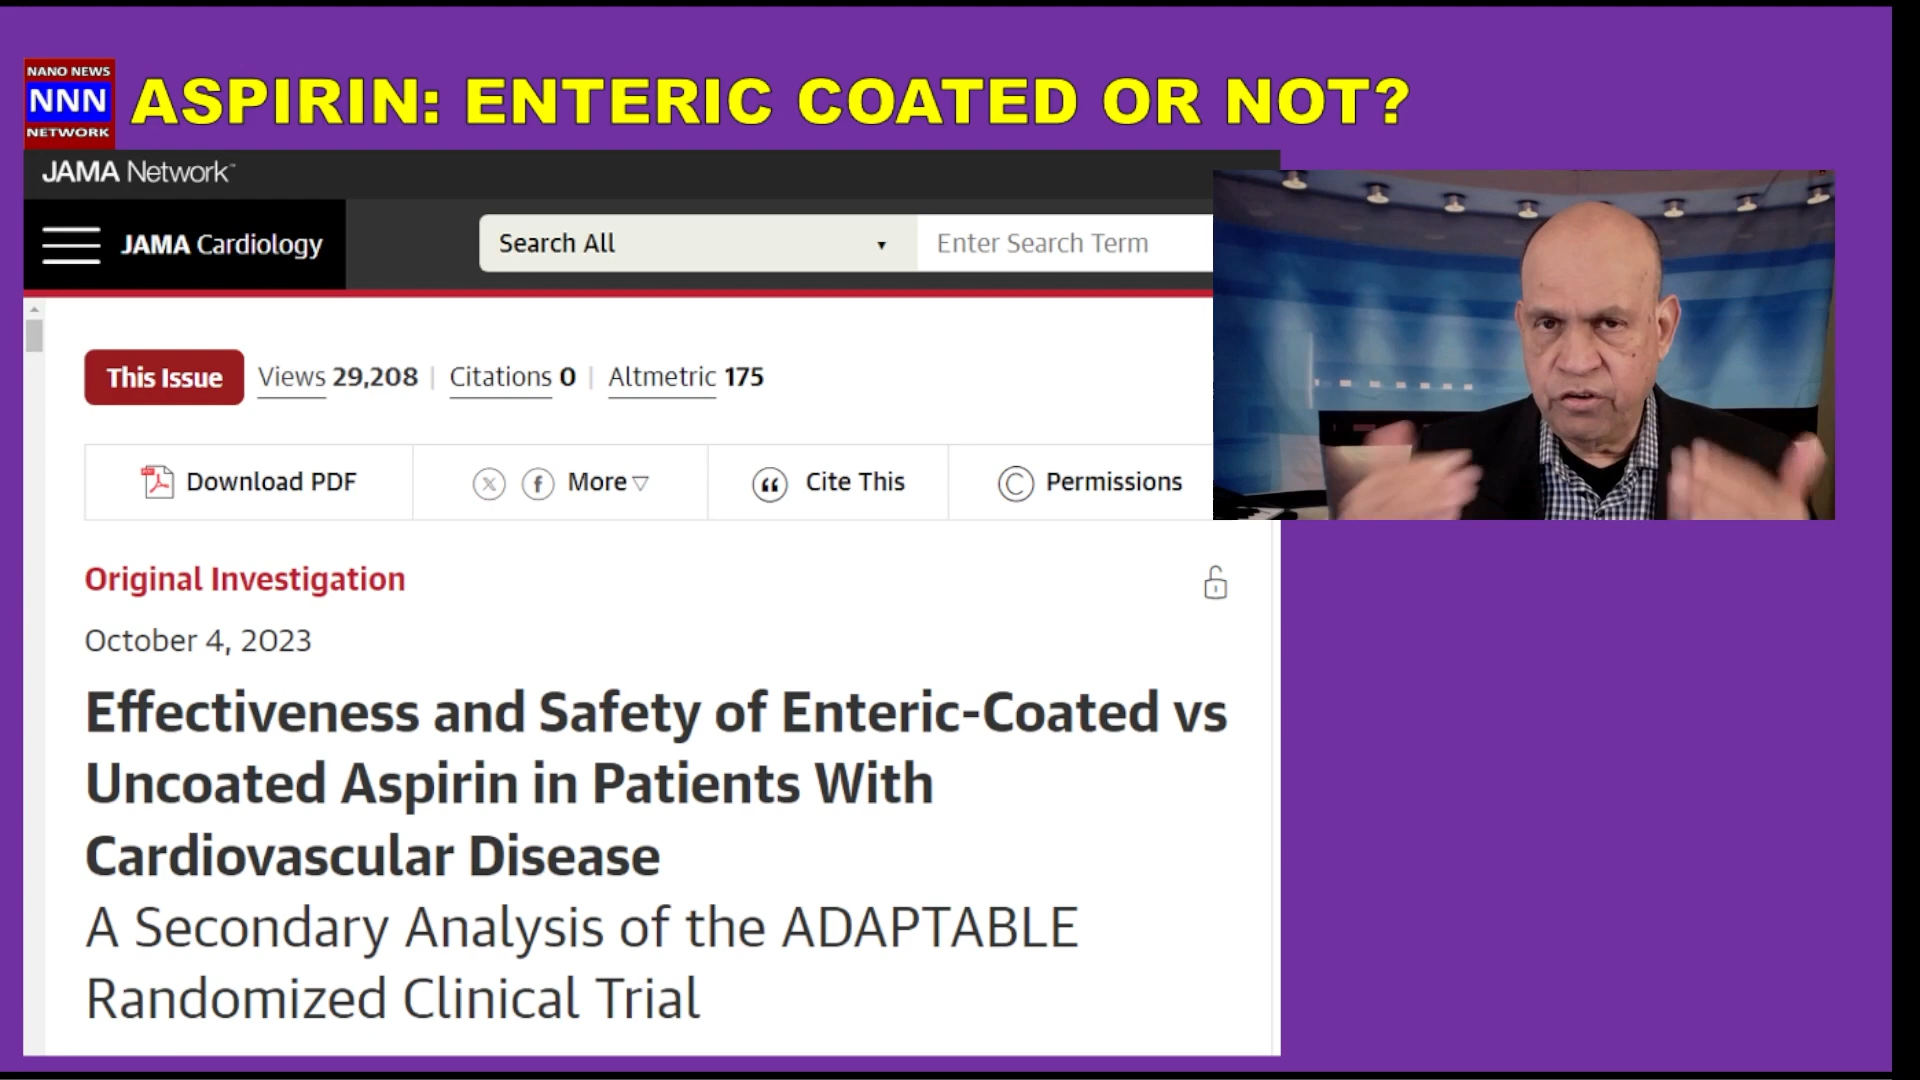 NANO NEWS
NNN
NETWORK
ASPIRIN: ENTERIC COATED OR NOT?
JAMA Network™
JAMA Cardiology
Search All
Enter Search Term
This Issue Views 29,208 | Citations 0 | Altmetric 175
Download PDF
More
Cite This
Permissions
Original Investigation
October 4, 2023
Effectiveness and Safety of Enteric-Coated vs
Uncoated Aspirin in Patients With
Cardiovascular Disease
A Secondary Analysis of the ADAPTABLE
Randomized Clinical Trial